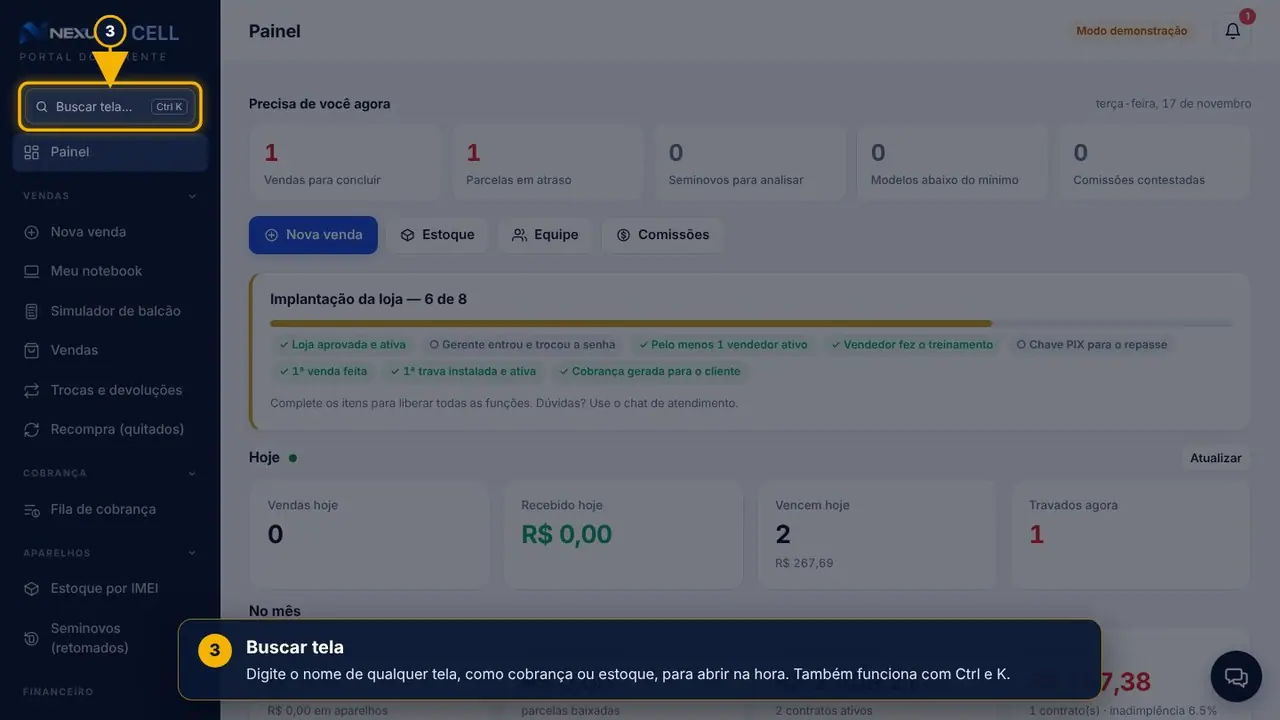 3
CELL
Buscar tela... Ctrl K
Painel
VENDAS
Nova venda
Meu notebook
Simulador de balcão
Vendas
Trocas e devoluções
Recompra (quitados)
COBRANÇA
Fila de cobrança
APARELHOS
Estoque por IMEI
Seminovos
(retomados)
FINANCEIRO
Painel
Modo demonstração
1
Precisa de você agora
terça-feira, 17 de novembro
1
Vendas para concluir
1
Parcelas em atraso
0
Seminovos para analisar
0
Modelos abaixo do mínimo
0
Comissões contestadas
Nova venda
Estoque
Equipe
Comissões
Implantação da loja — 6 de 8
✓ Loja aprovada e ativa ○ Gerente entrou e trocou a senha ✓ Pelo menos 1 vendedor ativo ✓ Vendedor fez o treinamento ○ Chave PIX para o repasse
✓ 1ª venda feita ✓ 1ª trava instalada e ativa ✓ Cobrança gerada para o cliente
Complete os itens para liberar todas as funções. Dúvidas? Use o chat de atendimento.
Hoje
Atualizar
Vendas hoje
0
Recebido hoje
R$ 0,00
Vencem hoje
2
R$ 267,69
Travados agora
1
No mês
3
Buscar tela
Digite o nome de qualquer tela, como cobrança ou estoque, para abrir na hora. Também funciona com Ctrl e K.
7,38
R$ 0,00 em aparelhos
parcelas baixadas
2 contratos ativos
1 contrato(s) · inadimplência 6.5%